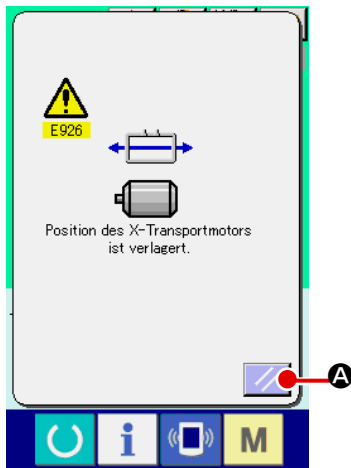 E926
Position des X-Transportmotors
ist verlagert.
A
i
M